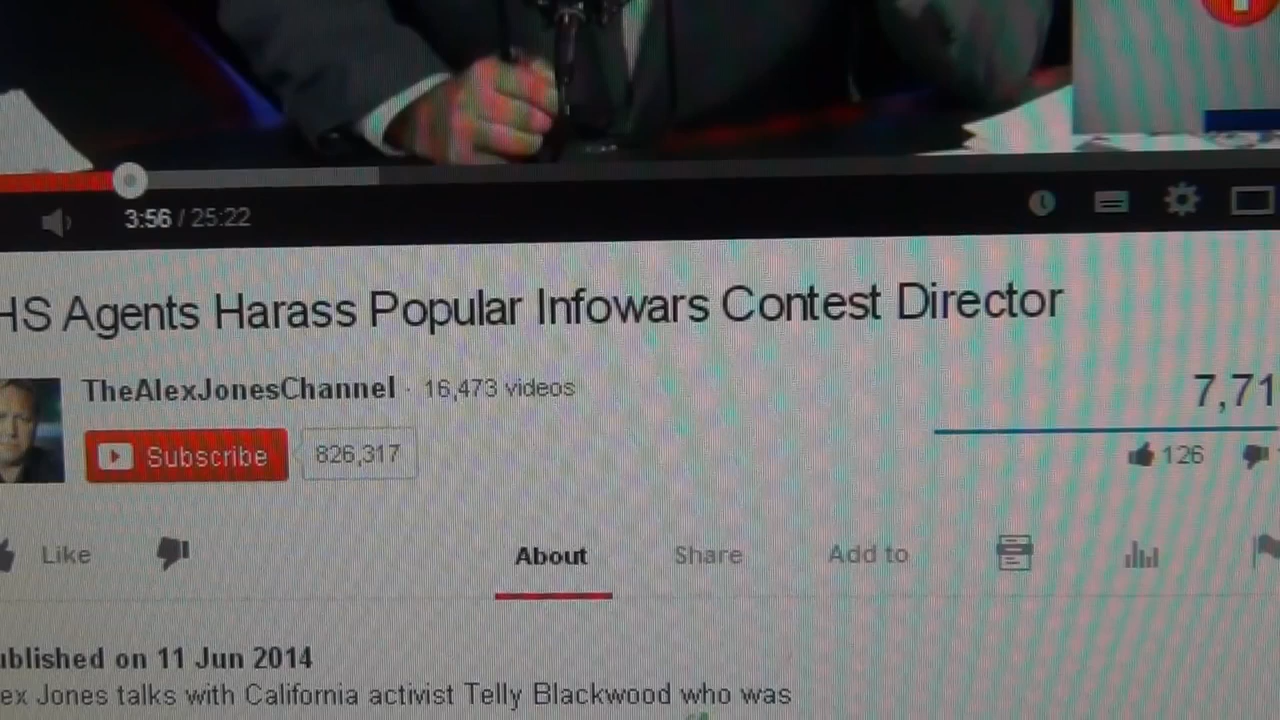 3:56 / 25:22
HS Agents Harass Popular Infowars Contest Director
TheAlexJonesChannel · 16,473 videos
7,71
Subscribe 826,317
126
Like
About Share Add to
ublished on 11 Jun 2014
ex Jones talks with California activist Telly Blackwood who was